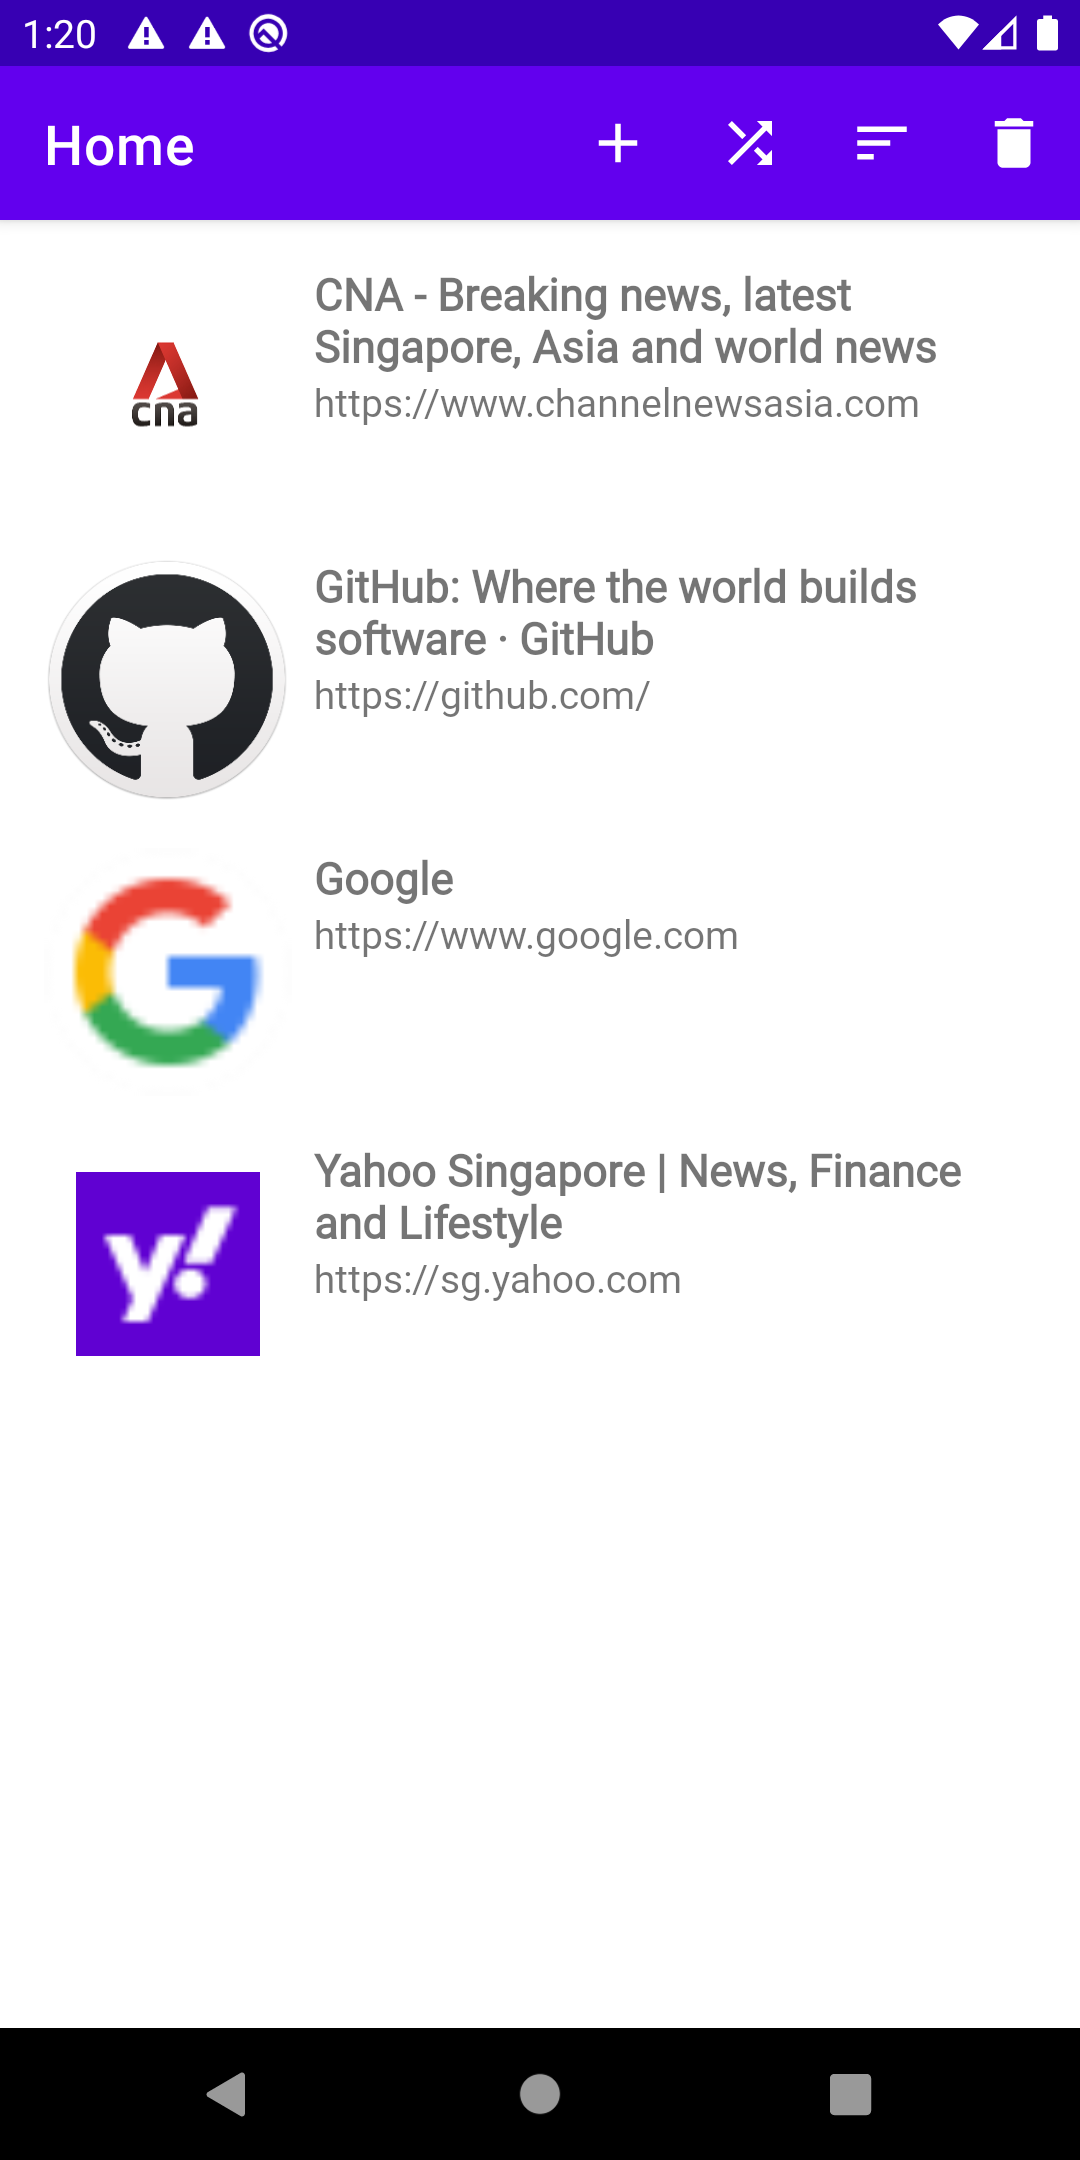 1:20
Home
CNA - Breaking news, latest
Singapore, Asia and world news
https://www.channelnewsasia.com
cna
GitHub: Where the world builds
software · GitHub
https://github.com/
Google
https://www.google.com
Yahoo Singapore | News, Finance
and Lifestyle
https://sg.yahoo.com
y!